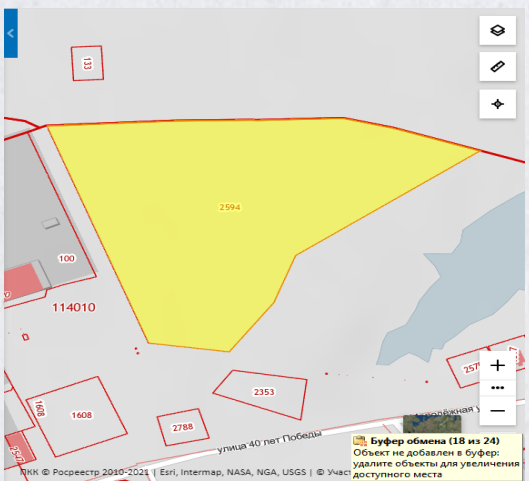 133
2594
100
114010
2353
1608
1608
2788
2547
улица 40 лет Победы
Буфер обмена (18 из 24)
Объект не добавлен в буфер:
удалите объекты для увеличения
доступного места
ПКК © Росреестр 2010-2021 | Esri, Intermap, NASA, NGA, USGS | © Участ